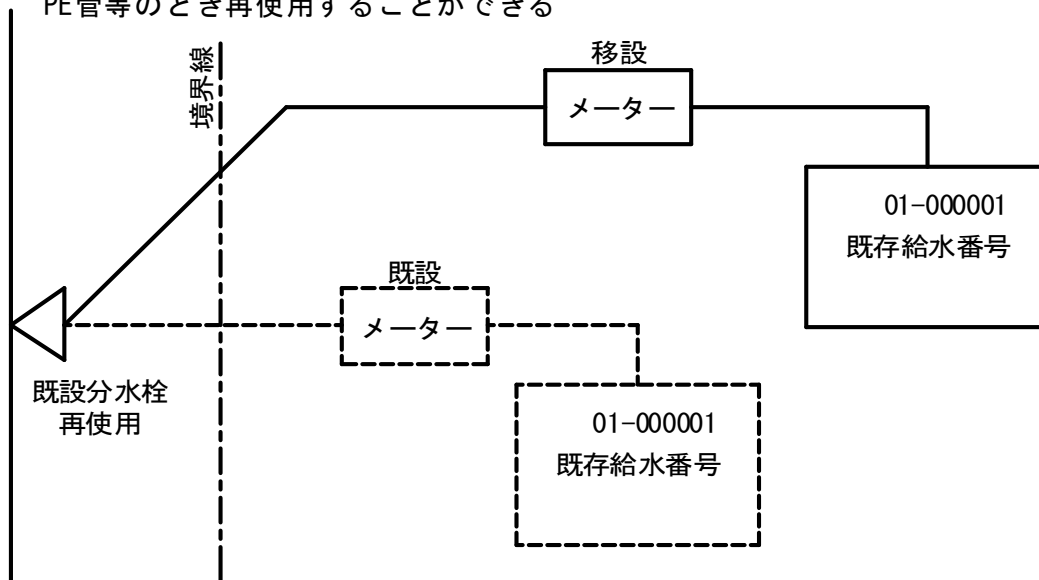 PE管等のとき再使用することができる
境界線
移設
メーター
01-000001
既存給水番号
既設
メーター
既設分水栓
再使用
01-000001
既存給水番号